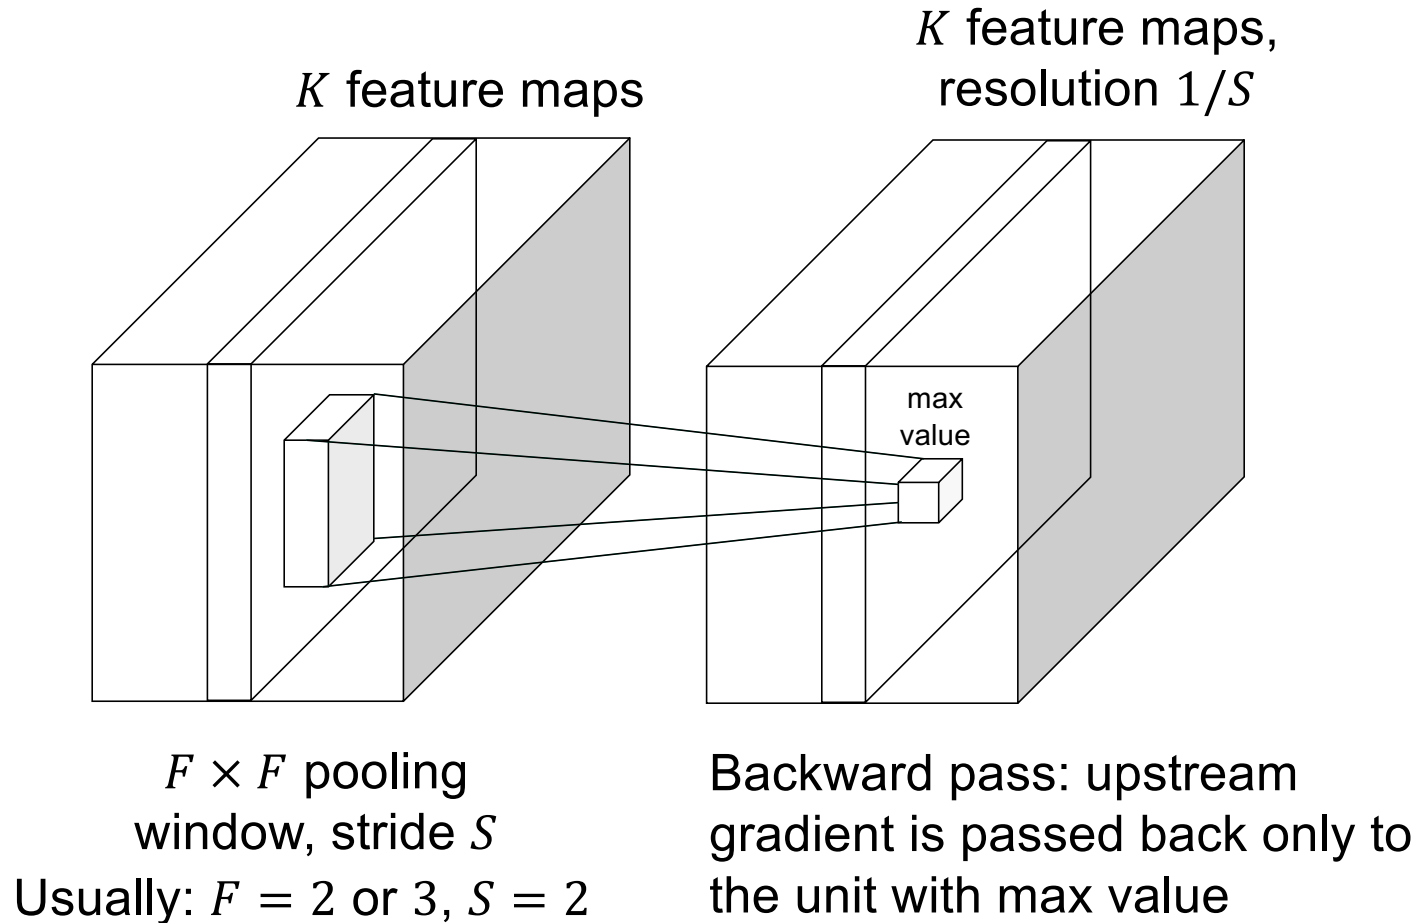 K feature maps
K feature maps,
resolution 1/S
max
value
F × F pooling
window, stride S
Usually: F = 2 or 3, S = 2
Backward pass: upstream
gradient is passed back only to
the unit with max value